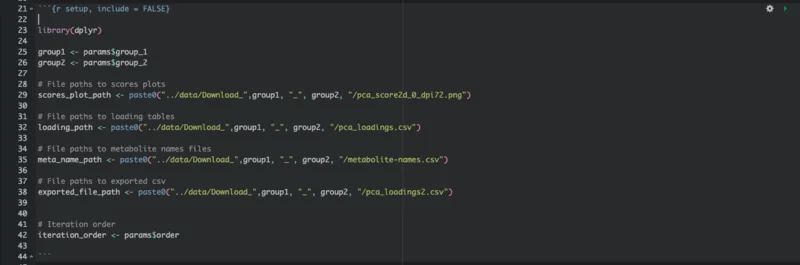 21 ```{r setup, include = FALSE}
22
23 library(dplyr)
24
25 group1 <- params$group_1
26 group2 <- params$group_2
27
28 # File paths to scores plots
29 scores_plot_path <- paste0("../data/Download_",group1, "_", group2, "/pca_score2d_0_dpi72.png")
30
31 # File paths to loading tables
32 loading_path <- paste0("../data/Download_",group1, "_", group2, "/pca_loadings.csv")
33
34 # File paths to metabolite names files
35 meta_name_path <- paste0("../data/Download_",group1, "_", group2, "/metabolite-names.csv")
36
37 # File paths to exported csv
38 exported_file_path <- paste0("../data/Download_",group1, "_", group2, "/pca_loadings2.csv")
39
40
41 # Iteration order
42 iteration_order <- params$order
43
44 ```